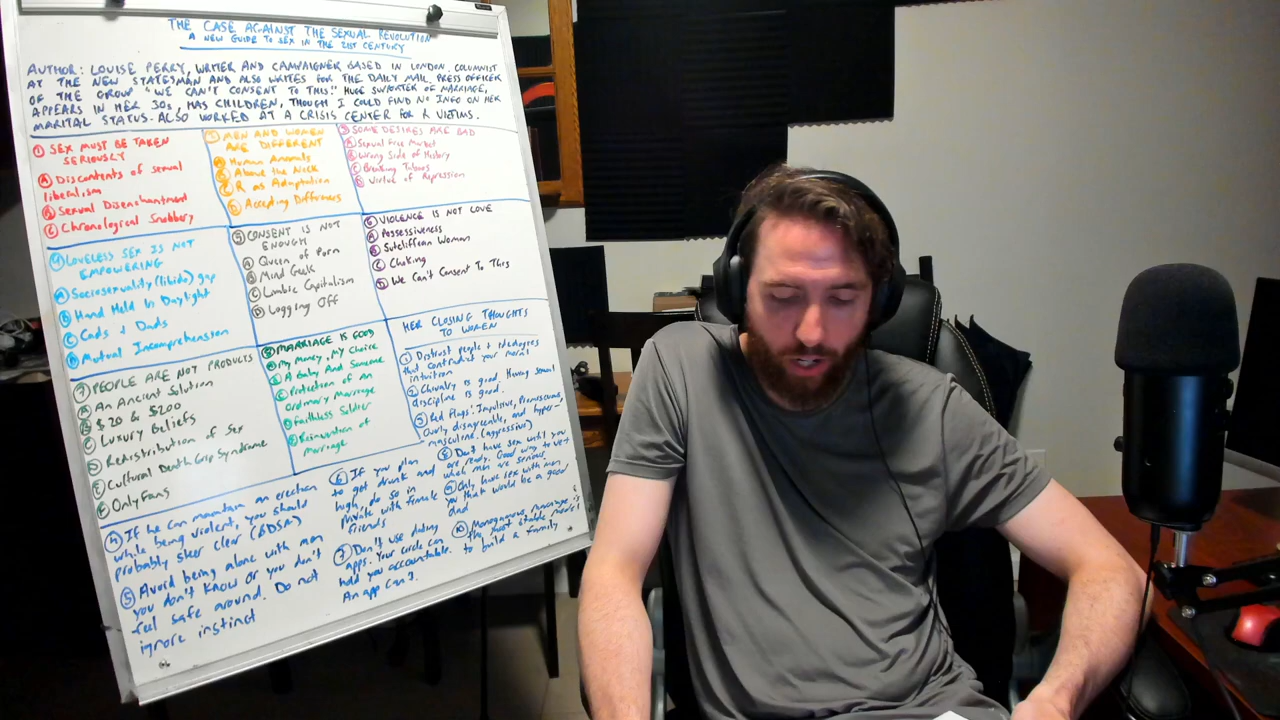 THE CASE AGAINST THE SEXUAL REVOLUTION
A NEW GUIDE TO SEX IN THE 21ST CENTURY
AUTHOR: LOUISE PERRY, WRITER AND CAMPAIGNER BASED IN LONDON. COLUMNIST
AT THE NEW STATESMAN AND ALSO WRITES FOR THE DAILY MAIL. PRESS OFFICER
OF THE GROUP "WE CAN'T CONSENT TO THIS." HUGE SUPPORTER OF MARRIAGE,
APPEARS IN HER 30s, HAS CHILDREN, THOUGH I COULD FIND NO INFO ON HER
MARITAL STATUS. ALSO WORKED AT A CRISIS CENTER FOR R VICTIMS.
① SEX MUST BE TAKEN
SERIOUSLY
Ⓐ Discontents of sexual
liberalism
Ⓑ Sexual Disenchantment
Ⓒ Chronological Snobbery
② MEN AND WOMEN
ARE DIFFERENT
Ⓐ Human Animals
Ⓑ Above the Neck
Ⓒ R as Adaptation
Ⓓ Accepting Differences
③ SOME DESIRES ARE BAD
Ⓐ Sexual Free Market
Ⓑ Wrong Side of History
Ⓒ Breaking Taboos
Ⓓ Virtue of Repression
④ LOVELESS SEX IS NOT
EMPOWERING
Ⓐ Sociosexuality (libido) gap
Ⓑ Hand Held in Daylight
Ⓒ Cads & Dads
Ⓓ Mutual Incomprehension
⑤ CONSENT IS NOT
ENOUGH
Ⓐ Queen of Porn
Ⓑ Mind Geek
Ⓒ Limbic Capitalism
Ⓓ Logging Off
⑥ VIOLENCE IS NOT LOVE
Ⓐ Possessiveness
Ⓑ Sutcliffean Woman
Ⓒ Choking
Ⓓ We Can't Consent To This
⑦ PEOPLE ARE NOT PRODUCTS
Ⓐ An Ancient Solution
Ⓑ $20 & $200
Ⓒ Luxury Beliefs
Ⓓ Redistribution of Sex
Ⓔ Cultural Death Grip Syndrome
OnlyFans
⑧ MARRIAGE IS GOOD
Ⓐ My Money, My Choice
Ⓑ A Baby And Someone
Ⓒ Protection of an
Ordinary Marriage
Ⓓ Faithless Soldier
Ⓔ Reinvention of
marriage
HER CLOSING THOUGHTS
TO WOMEN
① Distrust people & ideologies
that contradict your moral
intuition
② Chivalry is good. Having sexual
discipline is good.
③ Red Flags: Impulsive, Promiscuous,
Overly disagreeable, and hyper-
masculine. (aggressive)
④ If he can maintain an erection
while being violent, you should
probably steer clear (BDSM)
⑤ Avoid being alone with men
you don't know or you don't
feel safe around. Do not
ignore instinct
⑥ If you plan
to get drunk and
high, do so in
private with female
friends
⑦ Don't use dating
apps. Your circle can
hold you accountable.
An app can't.
⑧ Don't have sex until you
are ready. Good way to vet
which men are serious
⑨ Only have sex with men
you think would be a good
dad
⑩ Monogamous marriage is
the most stable
to build a family